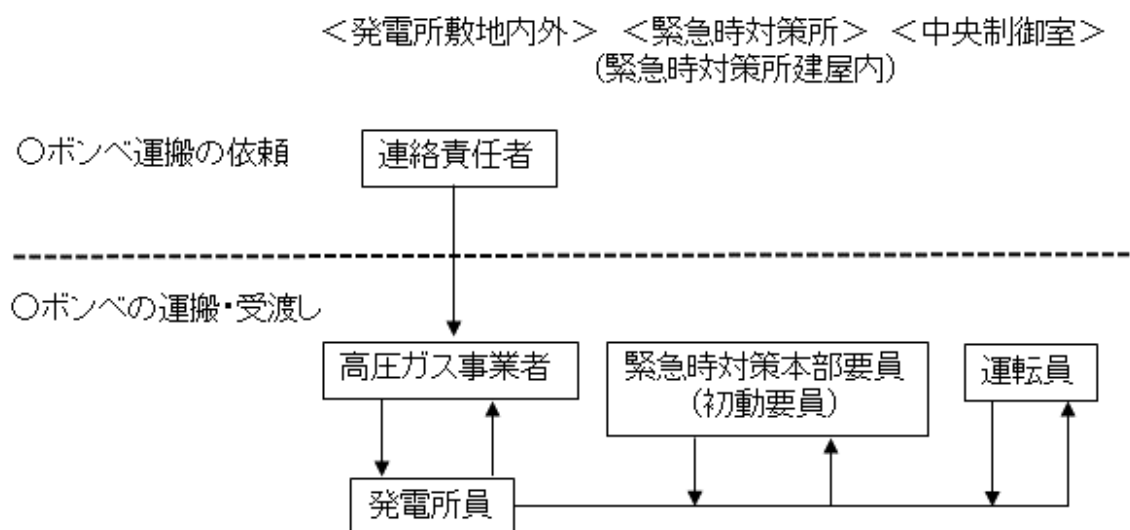 ＜発電所敷地内外＞ ＜緊急時対策所＞ ＜中央制御室＞
（緊急時対策所建屋内）
○ボンベ運搬の依頼
連絡責任者
○ボンベの運搬・受渡し
高圧ガス事業者
緊急時対策本部要員
（初動要員）
運転員
発電所員